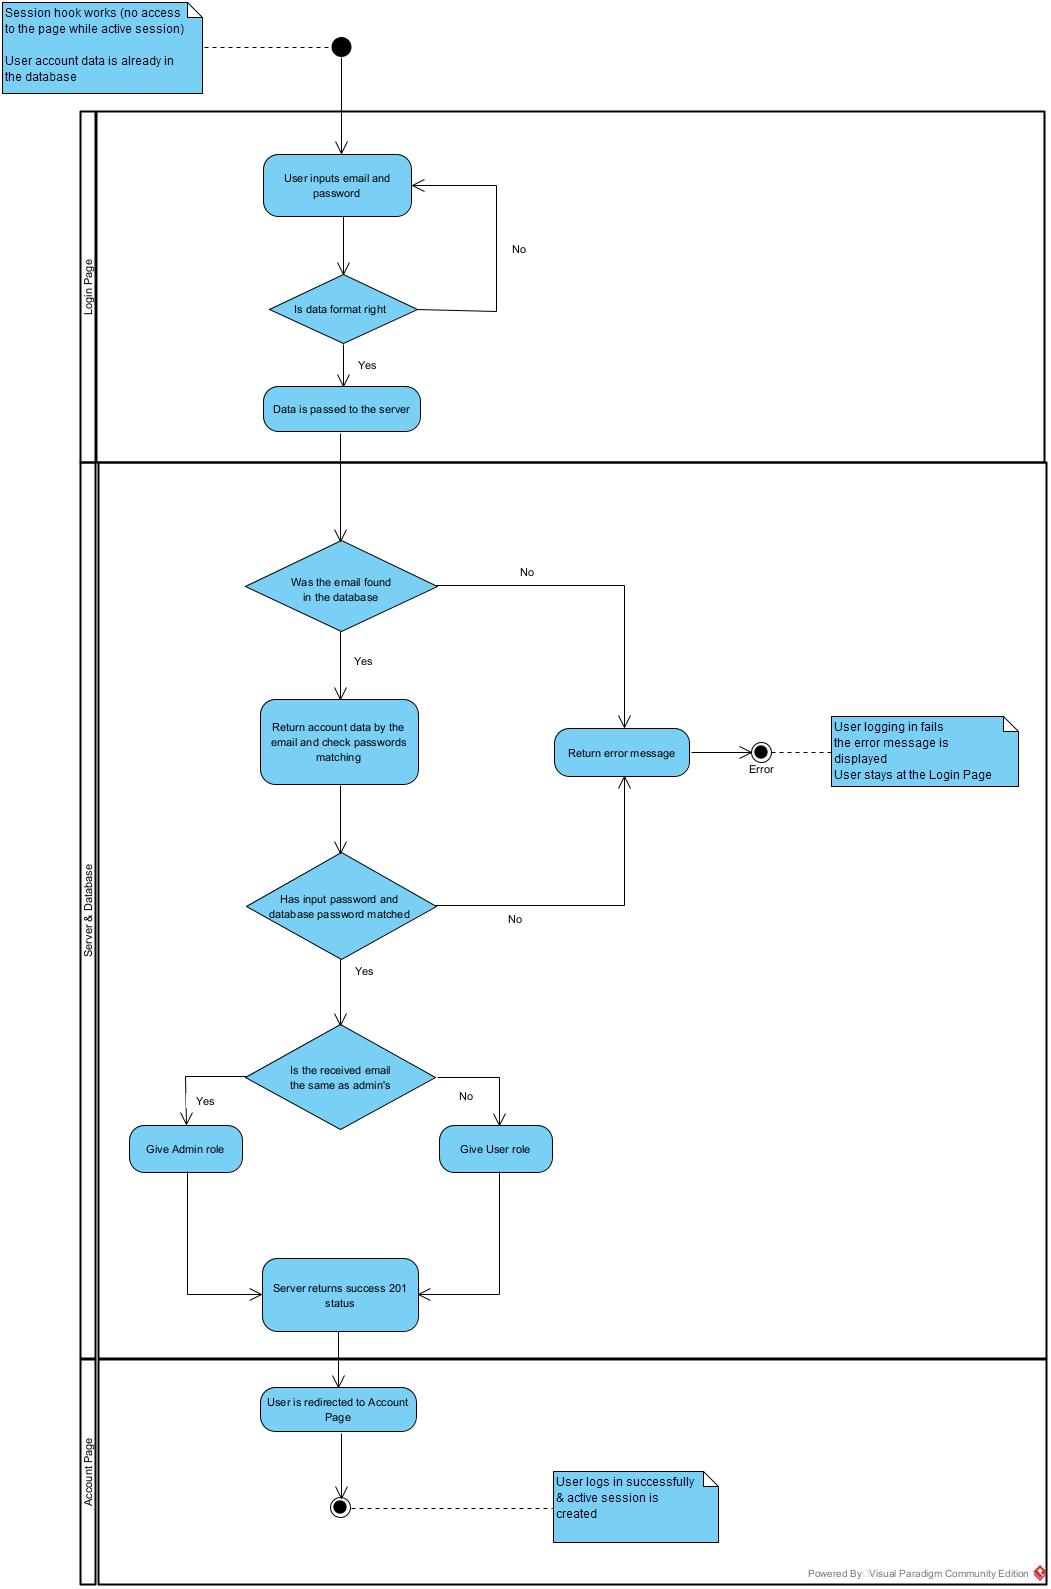 Session hook works (no access
to the page while active session)
User account data is already in
the database
Login Page
User inputs email and
password
No
Is data format right
Yes
Data is passed to the server
Server & Database
Was the email found
in the database
No
Yes
Return account data by the
email and check passwords
matching
Return error message
Error
User logging in fails
the error message is
displayed
User stays at the Login Page
Has input password and
database password matched
No
Yes
Is the received email
the same as admin's
Yes
No
Give Admin role
Give User role
Server returns success 201
status
Account Page
User is redirected to Account
Page
User logs in successfully
& active session is
created
Powered By Visual Paradigm Community Edition